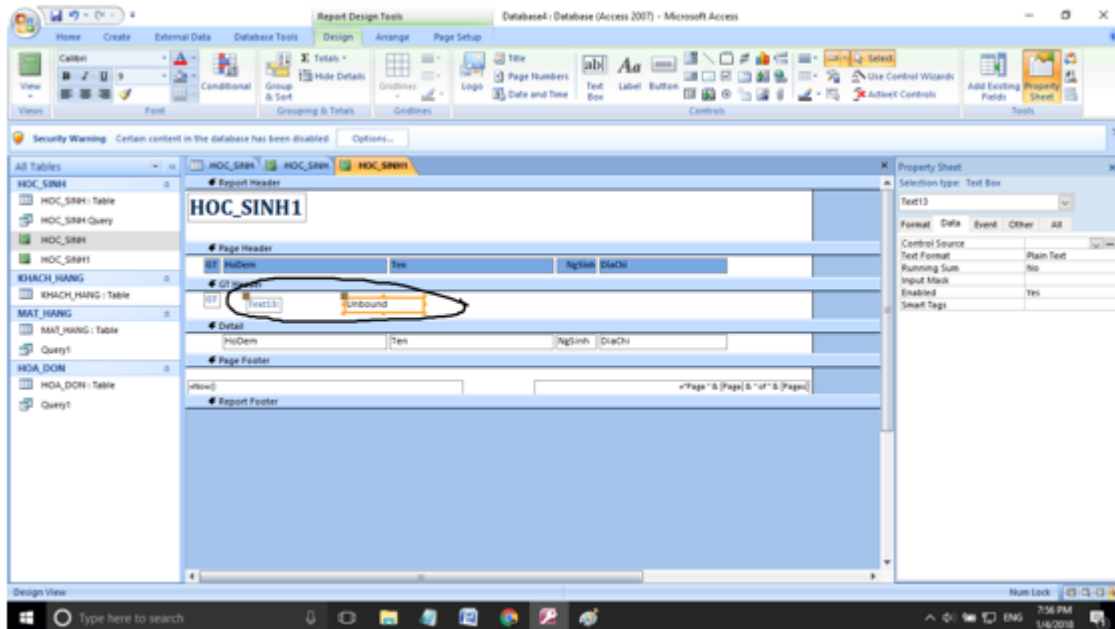 Report Design Tools Database4 : Database (Access 2007) - Microsoft Access
Home Create External Data Database Tools Design Arrange Page Setup
Calibri
B I U 9
View
Conditional
Group & Sort
Σ Totals
Hide Details
Gridlines
Logo
Title
Page Numbers
Date and Time
ab| Text Box
Aa Label
Button
Select
Use Control Wizards
ActiveX Controls
Add Existing Fields
Property Sheet
Views Font Grouping & Totals Gridlines Controls Tools
Security Warning Certain content in the database has been disabled Options...
All Tables
HOC_SINH
HOC_SINH : Table
HOC_SINH Query
HOC_SINH
HOC_SINH1
KHACH_HANG
KHACH_HANG : Table
MAT_HANG
MAT_HANG : Table
Query1
HOA_DON
HOA_DON : Table
Query1
HOC_SINH HOC_SINH HOC_SINH1
Report Header
HOC_SINH1
Page Header
GT HoDem Ten NgSinh DiaChi
GT Header
GT Text13: Unbound
Detail
HoDem Ten NgSinh DiaChi
Page Footer
=Now() ="Page " & [Page] & " of " & [Pages]
Report Footer
Property Sheet
Selection type: Text Box
Text13
Format Data Event Other All
Control Source
Text Format Plain Text
Running Sum No
Input Mask
Enabled Yes
Smart Tags
Design View Num Lock
Type here to search
ENG
7:56 PM
1/4/2018